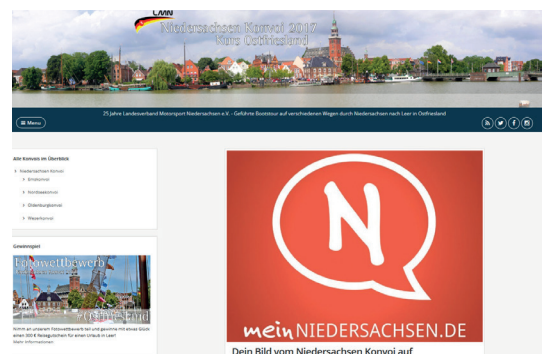 CMN
Niedersachsen Konvoi 2017
Kurs Ostfriesland
25 Jahre Landesverband Motorsport Niedersachsen e.V. - Geführte Bootstour auf verschiedenen Wegen durch Niedersachsen nach Leer in Ostfriesland
Menu
Alle Konvois im Überblick
Niedersachsen Konvoi
Emskonvoi
Nordseekonvoi
Oldenburgkonvoi
Weserkonvoi
Gewinnspiel
Fotowettbewerb
#Ostfriesland
Nimm an unserem Fotowettbewerb teil und gewinne mit etwas Glück
einen 300 € Reisegutschein für einen Urlaub in Leer!
Mehr Informationen
N
meinNIEDERSACHSEN.DE
Dein Bild vom Niedersachsen Konvoi auf